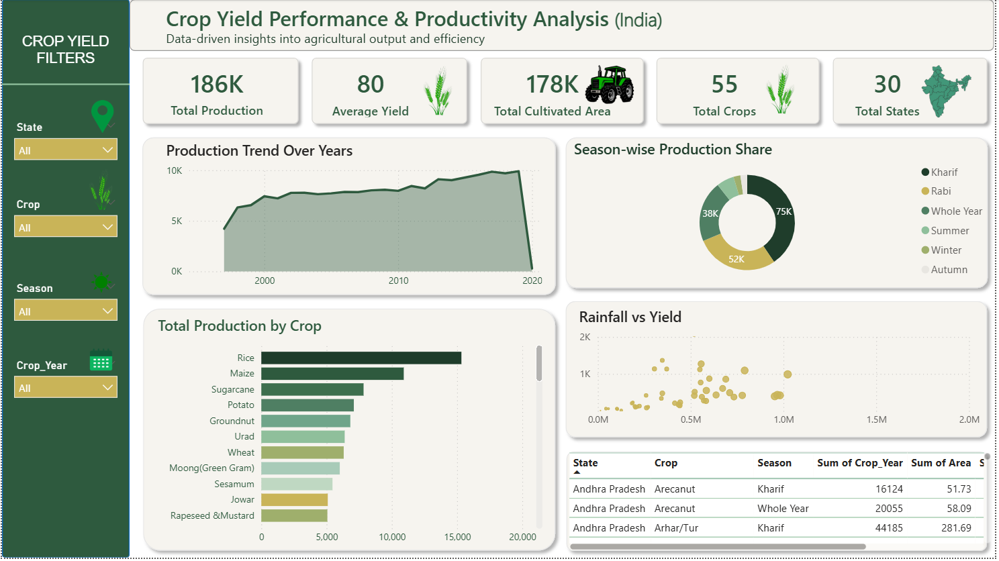 CROP YIELD
FILTERS
State
All
Crop
All
Season
All
Crop_Year
All
Crop Yield Performance & Productivity Analysis (India)
Data-driven insights into agricultural output and efficiency
186K
Total Production
80
Average Yield
178K
Total Cultivated Area
55
Total Crops
30
Total States
Production Trend Over Years
10K
5K
0K
2000 2010 2020
Season-wise Production Share
75K
52K
38K
Kharif
Rabi
Whole Year
Summer
Winter
Autumn
Total Production by Crop
Rice
Maize
Sugarcane
Potato
Groundnut
Urad
Wheat
Moong(Green Gram)
Sesamum
Jowar
Rapeseed &Mustard
0 5,000 10,000 15,000 20,000
Rainfall vs Yield
2K
1K
0.0M 0.5M 1.0M 1.5M 2.0M
State Crop Season Sum of Crop_Year Sum of Area S
Andhra Pradesh Arecanut Kharif 16124 51.73
Andhra Pradesh Arecanut Whole Year 20055 58.09
Andhra Pradesh Arhar/Tur Kharif 44185 281.69